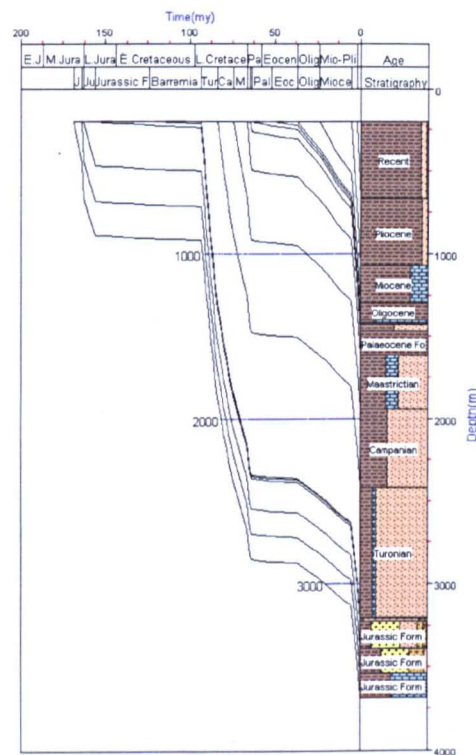 Time(my)
200 100 0
E.J M.Jura L.Jura E.Cretaceous L.Cretace Pa Eocen Olig Mio-Pli Age
J Ju Jurassic F Barremia Tur Ca M Pal Eoc Olig Mioce Stratigraphy
0
Recent
Pliocene
1000 1000
Miocene
Oligocene
Palaeocene Fo
Maastrictian
2000 2000
Depth(m)
Campanian
Turonian
3000 3000
Jurassic Form
Jurassic Form
Jurassic Form
4000